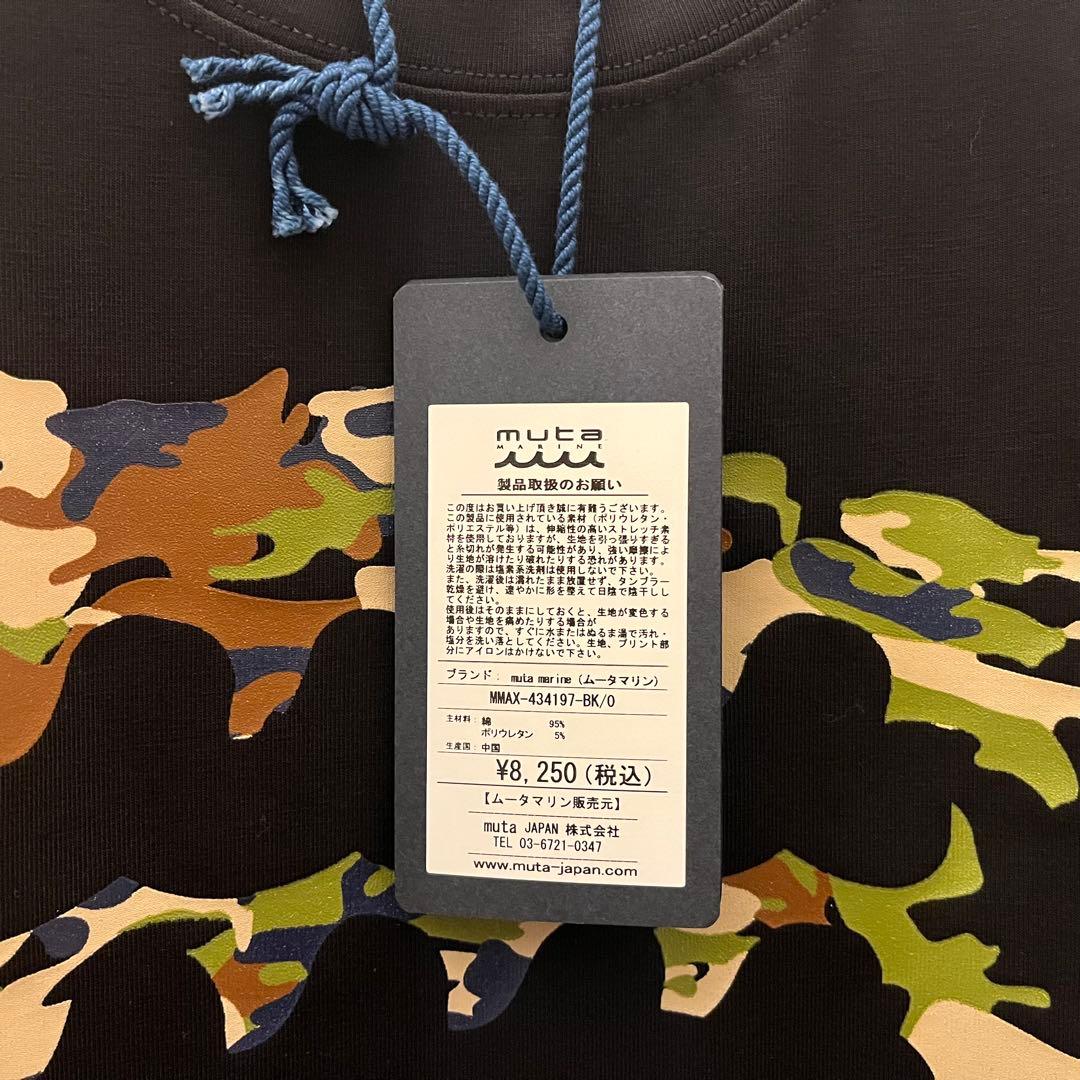 muta
MARINE
製品取扱のお願い
この度はお買い上げ頂き誠に有難うございます。
この製品に使用されている素材（ポリウレタン・
ポリエステル等）は、伸縮性の高いストレッチ素
材を使用しておりますが、生地を引っ張りすぎる
と糸切れが発生する可能性があり、強い摩擦によ
り生地が溶けたり破れたりする恐れがあります。
洗濯の際は塩素系洗剤は使用しないで下さい。
また、洗濯後は濡れたまま放置せず、タンブラー
乾燥を避け、速やかに形を整えて日陰で陰干しし
てください。
使用後はそのままにしておくと、生地が変色する
場合や生地を痛めたりする場合が
ありますので、すぐに水またはぬるま湯で汚れ・
塩分を洗い落としてください。生地、プリント部
分にアイロンはかけないで下さい。
ブランド： muta marine（ムータマリン）
MMAX-434197-BK/0
主材料： 綿 95%
ポリウレタン 5%
生産国： 中国
¥8,250（税込）
【ムータマリン販売元】
muta JAPAN 株式会社
TEL 03-6721-0347
www.muta-japan.com